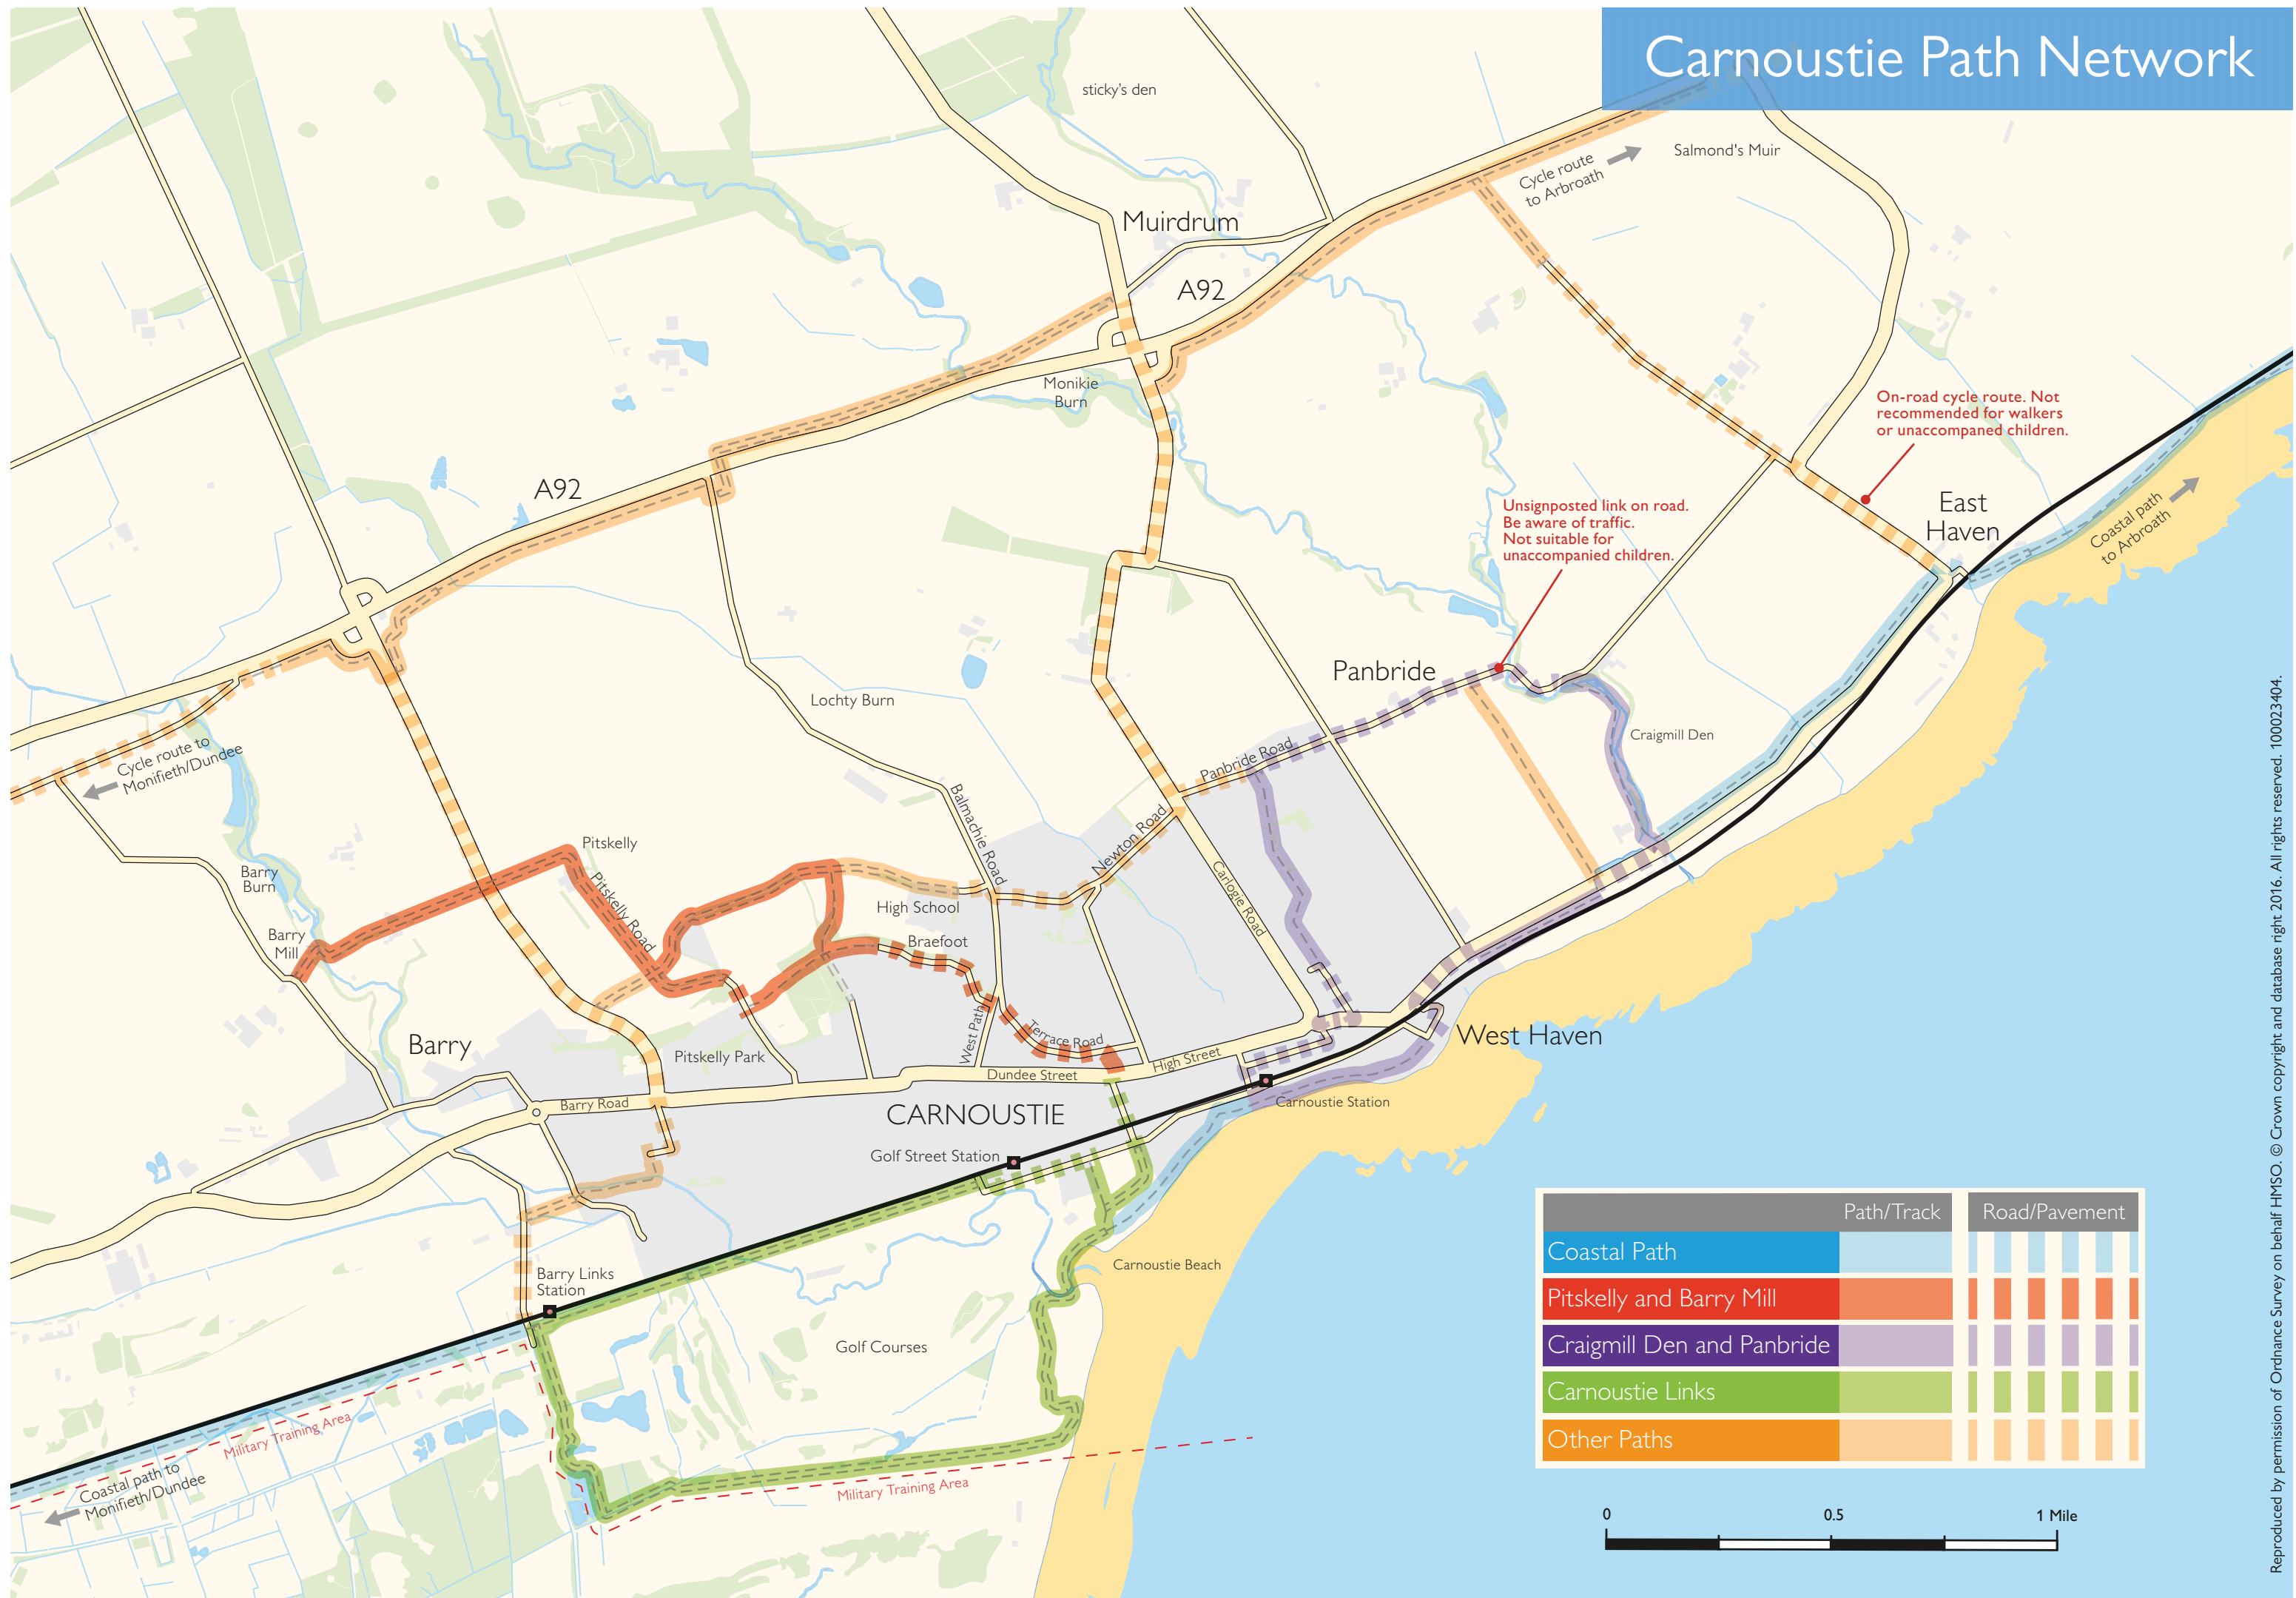 Carnoustie Path Network
sticky's den
Salmond's Muir
Cycle route
to Arbroath
Muirdrum
A92
Monikie
Burn
On-road cycle route. Not
recommended for walkers
or unaccompaned children.
A92
Unsignposted link on road.
Be aware of traffic.
Not suitable for
unaccompanied children.
East
Haven
Coastal path
to Arbroath
Panbride
Lochty Burn
Craigmill Den
Panbride Road
Cycle route to
Monifieth/Dundee
Balmachie Road
Newton Road
Pitskelly
Barry
Burn
Pitskelly Road
Carlogie Road
High School
Barry
Mill
Braefoot
West Path
Terrace Road
West Haven
Barry
Pitskelly Park
High Street
Dundee Street
Barry Road
CARNOUSTIE
Carnoustie Station
Golf Street Station
Carnoustie Beach
Barry Links
Station
Golf Courses
Military Training Area
Coastal path to
Monifieth/Dundee
Military Training Area
Path/Track
Road/Pavement
Coastal Path
Pitskelly and Barry Mill
Craigmill Den and Panbride
Carnoustie Links
Other Paths
0 0.5 1 Mile
Reproduced by permission of Ordnance Survey on behalf HMSO. © Crown copyright and database right 2016. All rights reserved. 100023404.